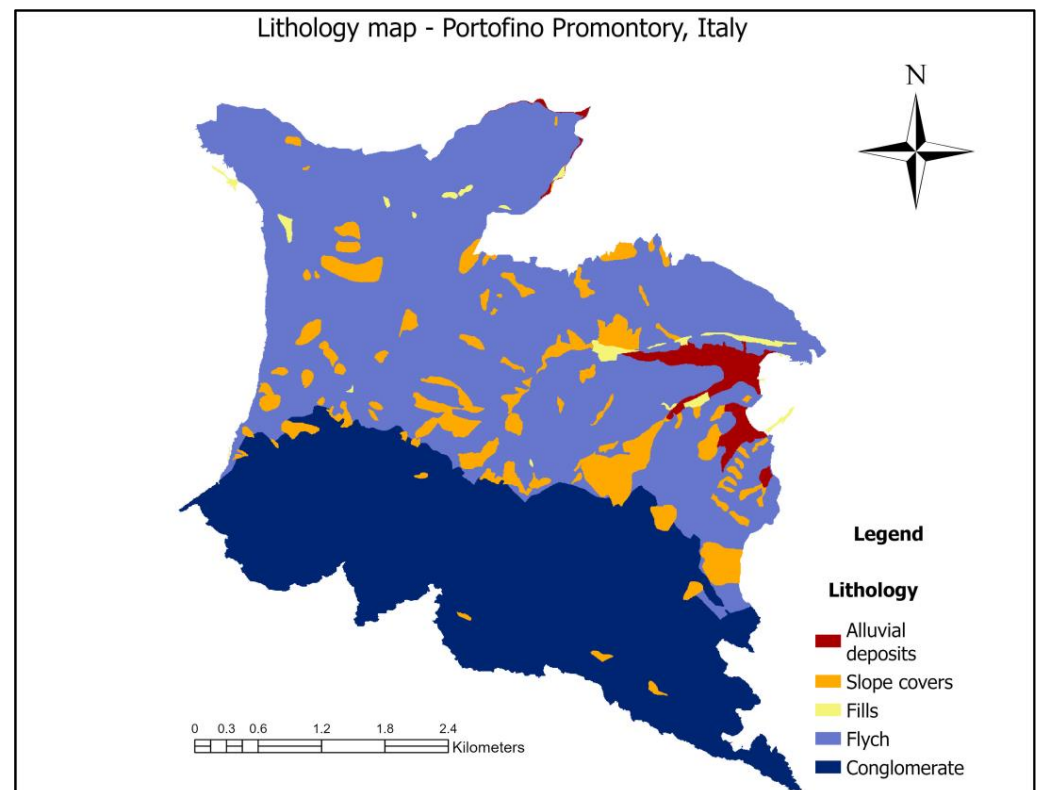 Lithology map - Portofino Promontory, Italy
N
Legend
Lithology
Alluvial
deposits
Slope covers
Fills
Flych
Conglomerate
0 0.3 0.6 1.2 1.8 2.4
Kilometers